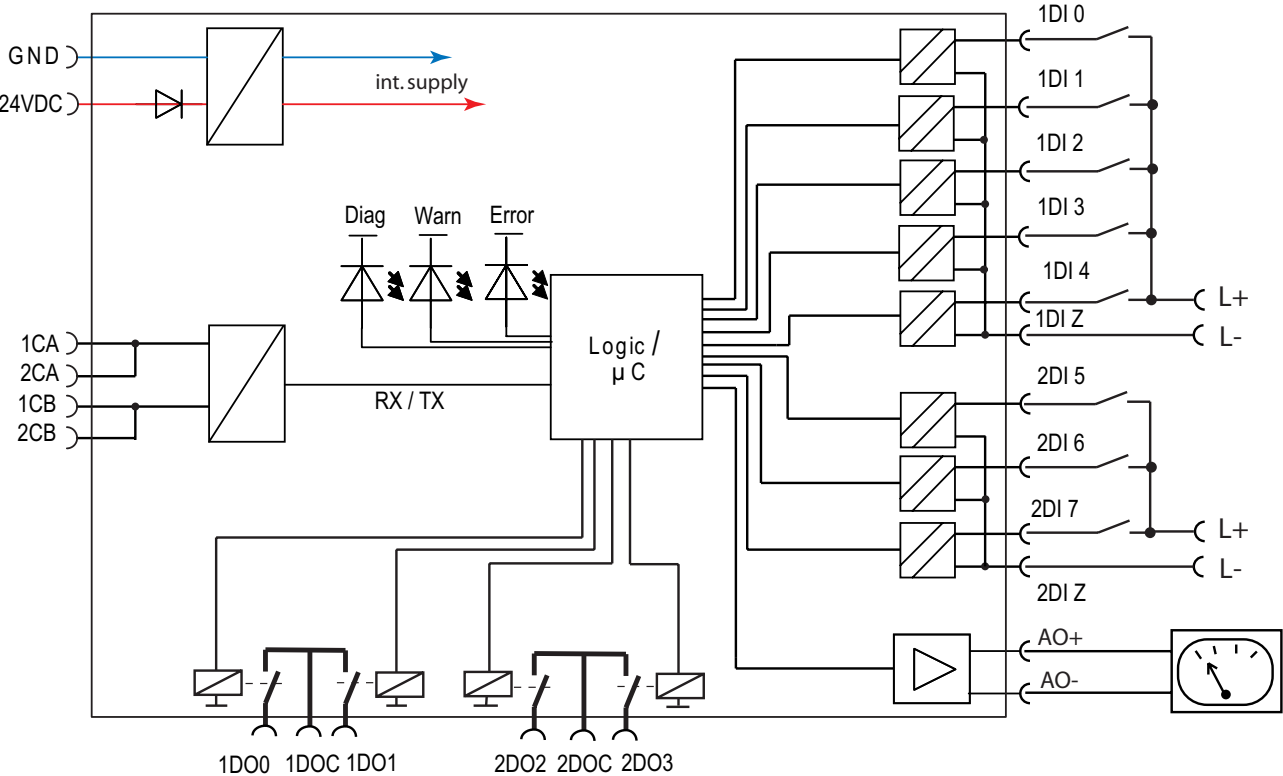 GND
24VDC
int. supply
Diag Warn Error
1CA
2CA
1CB
2CB
RX / TX
Logic /
µ C
1DI 0
1DI 1
1DI 2
1DI 3
1DI 4
L+
1DI Z
L-
2DI 5
2DI 6
2DI 7
L+
L-
2DI Z
AO+
AO-
1DO0 1DOC 1DO1
2DO2 2DOC 2DO3